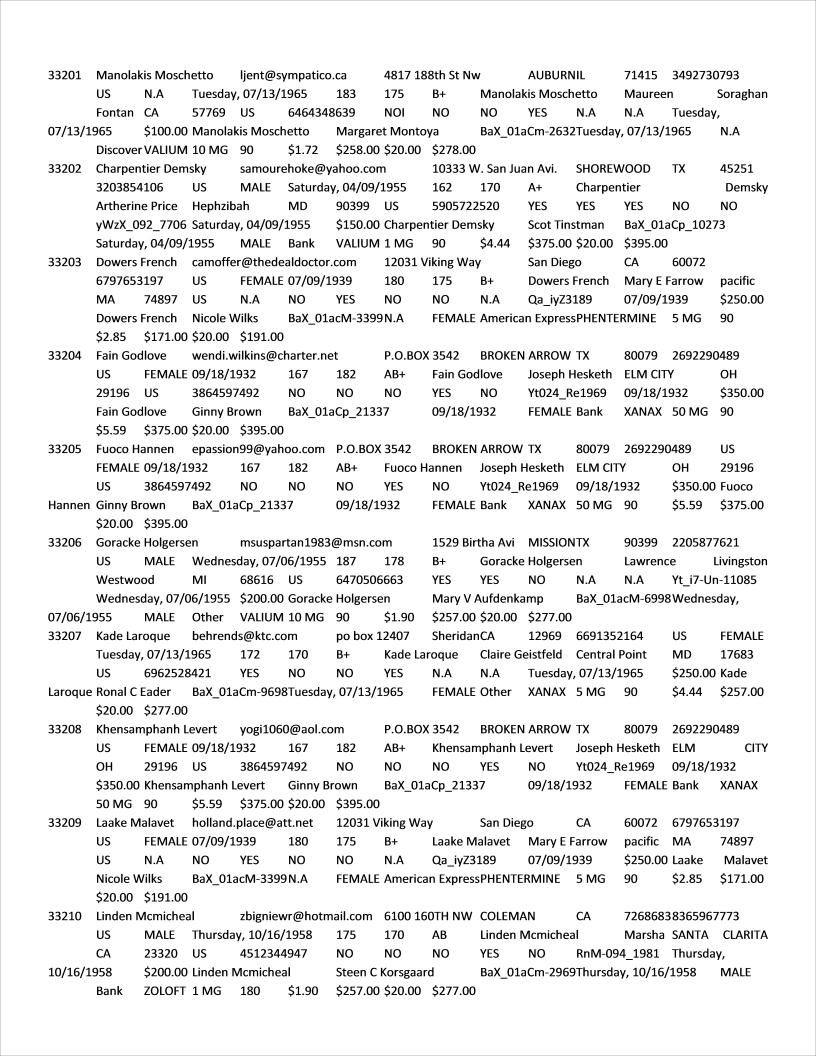 33201 Manolakis Moschetto ljent@sympatico.ca 4817 188th St Nw AUBURNIL 71415 3492730793
US N.A Tuesday, 07/13/1965 183 175 B+ Manolakis Moschetto Maureen Soraghan
Fontan CA 57769 US 6464348639 NOI NO NO YES N.A N.A Tuesday,
07/13/1965 $100.00 Manolakis Moschetto Margaret Montoya BaX_01aCm-2632Tuesday, 07/13/1965 N.A
Discover VALIUM 10 MG 90 $1.72 $258.00 $20.00 $278.00
33202 Charpentier Demsky samourehoke@yahoo.com 10333 W. San Juan Avi. SHOREWOOD TX 45251
3203854106 US MALE Saturday, 04/09/1955 162 170 A+ Charpentier Demsky
Artherine Price Hephzibah MD 90399 US 5905722520 YES YES YES NO NO
yWzX_092_7706 Saturday, 04/09/1955 $150.00 Charpentier Demsky Scot Tinstman BaX_01aCp_10273
Saturday, 04/09/1955 MALE Bank VALIUM 1 MG 90 $4.44 $375.00 $20.00 $395.00
33203 Dowers French camoffer@thedealdoctor.com 12031 Viking Way San Diego CA 60072
6797653197 US FEMALE 07/09/1939 180 175 B+ Dowers French Mary E Farrow pacific
MA 74897 US N.A NO YES NO NO N.A Qa_iyZ3189 07/09/1939 $250.00
Dowers French Nicole Wilks BaX_01acM-3399N.A FEMALE American ExpressPHENTERMINE 5 MG 90
$2.85 $171.00 $20.00 $191.00
33204 Fain Godlove wendi.wilkins@charter.net P.O.BOX 3542 BROKEN ARROW TX 80079 2692290489
US FEMALE 09/18/1932 167 182 AB+ Fain Godlove Joseph Hesketh ELM CITY OH
29196 US 3864597492 NO NO NO YES NO Yt024_Re1969 09/18/1932 $350.00
Fain Godlove Ginny Brown BaX_01aCp_21337 09/18/1932 FEMALE Bank XANAX 50 MG 90
$5.59 $375.00 $20.00 $395.00
33205 Fuoco Hannen epassion99@yahoo.com P.O.BOX 3542 BROKEN ARROW TX 80079 2692290489 US
FEMALE 09/18/1932 167 182 AB+ Fuoco Hannen Joseph Hesketh ELM CITY OH 29196
US 3864597492 NO NO NO YES NO Yt024_Re1969 09/18/1932 $350.00 Fuoco
Hannen Ginny Brown BaX_01aCp_21337 09/18/1932 FEMALE Bank XANAX 50 MG 90 $5.59 $375.00
$20.00 $395.00
33206 Goracke Holgersen msuspartan1983@msn.com 1529 Birtha Avi MISSIONTX 90399 2205877621
US MALE Wednesday, 07/06/1955 187 178 B+ Goracke Holgersen Lawrence Livingston
Westwood MI 68616 US 6470506663 YES YES NO N.A N.A Yt_i7-Un-11085
Wednesday, 07/06/1955 $200.00 Goracke Holgersen Mary V Aufdenkamp BaX_01acM-6998Wednesday,
07/06/1955 MALE Other VALIUM 10 MG 90 $1.90 $257.00 $20.00 $277.00
33207 Kade Laroque behrends@ktc.com po box 12407 SheridanCA 12969 6691352164 US FEMALE
Tuesday, 07/13/1965 172 170 B+ Kade Laroque Claire Geistfeld Central Point MD 17683
US 6962528421 YES NO NO YES N.A N.A Tuesday, 07/13/1965 $250.00 Kade
Laroque Ronal C Eader BaX_01aCm-9698Tuesday, 07/13/1965 FEMALE Other XANAX 5 MG 90 $4.44 $257.00
$20.00 $277.00
33208 Khensamphanh Levert yogi1060@aol.com P.O.BOX 3542 BROKEN ARROW TX 80079 2692290489
US FEMALE 09/18/1932 167 182 AB+ Khensamphanh Levert Joseph Hesketh ELM CITY
OH 29196 US 3864597492 NO NO NO YES NO Yt024_Re1969 09/18/1932
$350.00 Khensamphanh Levert Ginny Brown BaX_01aCp_21337 09/18/1932 FEMALE Bank XANAX
50 MG 90 $5.59 $375.00 $20.00 $395.00
33209 Laake Malavet holland.place@att.net 12031 Viking Way San Diego CA 60072 6797653197
US FEMALE 07/09/1939 180 175 B+ Laake Malavet Mary E Farrow pacific MA 74897
US N.A NO YES NO NO N.A Qa_iyZ3189 07/09/1939 $250.00 Laake Malavet
Nicole Wilks BaX_01acM-3399N.A FEMALE American ExpressPHENTERMINE 5 MG 90 $2.85 $171.00
$20.00 $191.00
33210 Linden Mcmicheal zbigniewr@hotmail.com 6100 160TH NW COLEMAN CA 72686838365967773
US MALE Thursday, 10/16/1958 175 170 AB Linden Mcmicheal Marsha SANTA CLARITA
CA 23320 US 4512344947 NO NO NO YES NO RnM-094_1981 Thursday,
10/16/1958 $200.00 Linden Mcmicheal Steen C Korsgaard BaX_01aCm-2969Thursday, 10/16/1958 MALE
Bank ZOLOFT 1 MG 180 $1.90 $257.00 $20.00 $277.00